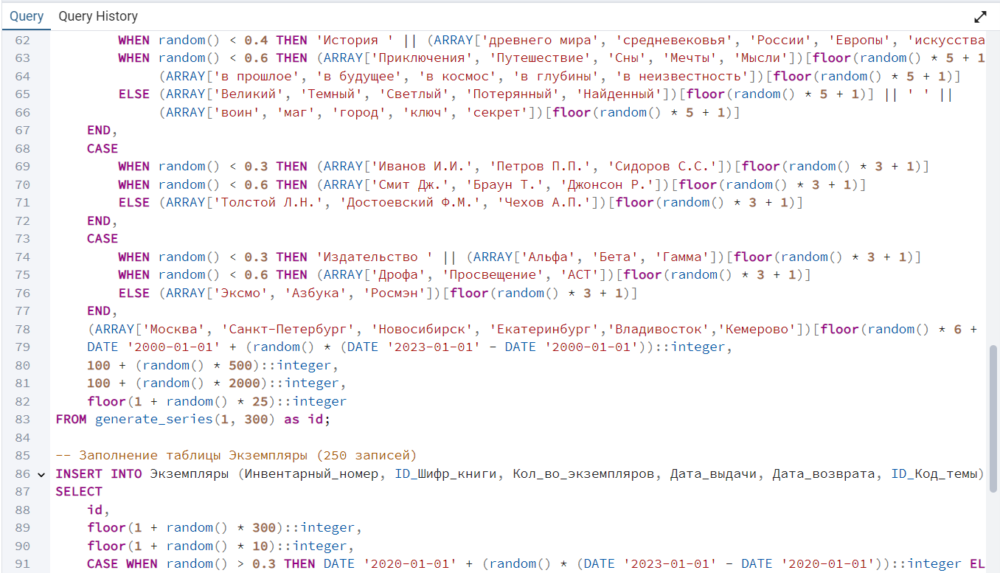 Query Query History
62 WHEN random() < 0.4 THEN 'История ' || (ARRAY['древнего мира', 'средневековья', 'России', 'Европы', 'искусства
63 WHEN random() < 0.6 THEN (ARRAY['Приключения', 'Путешествие', 'Сны', 'Мечты', 'Мысли'])[floor(random() * 5 + 1
64 (ARRAY['в прошлое', 'в будущее', 'в космос', 'в глубины', 'в неизвестность'])[floor(random() * 5 + 1)]
65 ELSE (ARRAY['Великий', 'Темный', 'Светлый', 'Потерянный', 'Найденный'])[floor(random() * 5 + 1)] || ' ' ||
66 (ARRAY['воин', 'маг', 'город', 'ключ', 'секрет'])[floor(random() * 5 + 1)]
67 END,
68 CASE
69 WHEN random() < 0.3 THEN (ARRAY['Иванов И.И.', 'Петров П.П.', 'Сидоров С.С.'])[floor(random() * 3 + 1)]
70 WHEN random() < 0.6 THEN (ARRAY['Смит Дж.', 'Браун Т.', 'Джонсон Р.'])[floor(random() * 3 + 1)]
71 ELSE (ARRAY['Толстой Л.Н.', 'Достоевский Ф.М.', 'Чехов А.П.'])[floor(random() * 3 + 1)]
72 END,
73 CASE
74 WHEN random() < 0.3 THEN 'Издательство ' || (ARRAY['Альфа', 'Бета', 'Гамма'])[floor(random() * 3 + 1)]
75 WHEN random() < 0.6 THEN (ARRAY['Дрофа', 'Просвещение', 'АСТ'])[floor(random() * 3 + 1)]
76 ELSE (ARRAY['Эксмо', 'Азбука', 'Росмэн'])[floor(random() * 3 + 1)]
77 END,
78 (ARRAY['Москва', 'Санкт-Петербург', 'Новосибирск', 'Екатеринбург','Владивосток','Кемерово'])[floor(random() * 6 +
79 DATE '2000-01-01' + (random() * (DATE '2023-01-01' - DATE '2000-01-01'))::integer,
80 100 + (random() * 500)::integer,
81 100 + (random() * 2000)::integer,
82 floor(1 + random() * 25)::integer
83 FROM generate_series(1, 300) as id;
84
85 -- Заполнение таблицы Экземпляры (250 записей)
86 INSERT INTO Экземпляры (Инвентарный_номер, ID_Шифр_книги, Кол_во_экземпляров, Дата_выдачи, Дата_возврата, ID_Код_темы)
87 SELECT
88 id,
89 floor(1 + random() * 300)::integer,
90 floor(1 + random() * 10)::integer,
91 CASE WHEN random() > 0.3 THEN DATE '2020-01-01' + (random() * (DATE '2023-01-01' - DATE '2020-01-01'))::integer EL